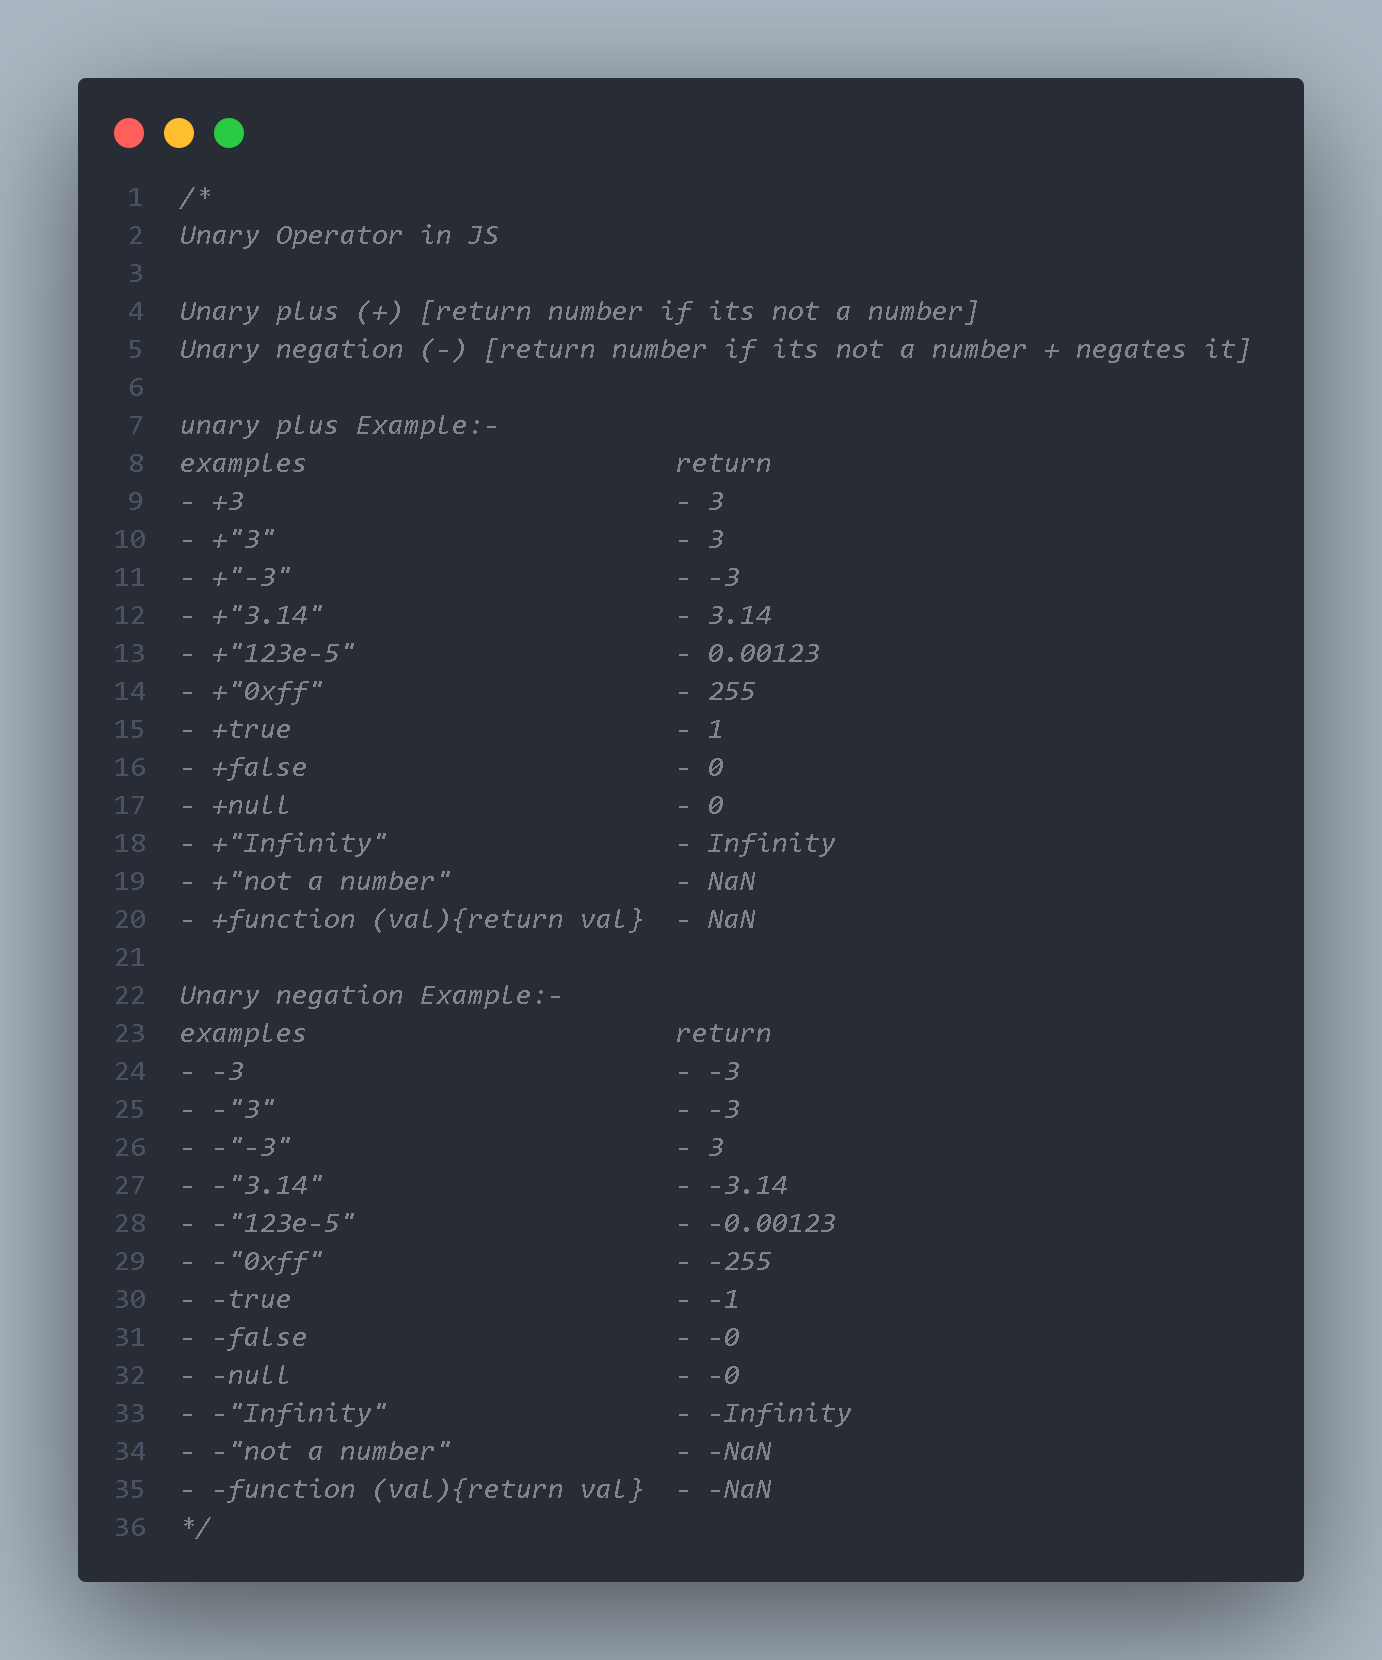 1 /*
2 Unary Operator in JS
3
4 Unary plus (+) [return number if its not a number]
5 Unary negation (-) [return number if its not a number + negates it]
6
7 unary plus Example:-
8 examples                       return
9 - +3                           - 3
10 - +"3"                         - 3
11 - +"-3"                        - -3
12 - +"3.14"                      - 3.14
13 - +"123e-5"                    - 0.00123
14 - +"0xff"                      - 255
15 - +true                        - 1
16 - +false                       - 0
17 - +null                        - 0
18 - +"Infinity"                  - Infinity
19 - +"not a number"              - NaN
20 - +function (val){return val}  - NaN
21
22 Unary negation Example:-
23 examples                       return
24 - -3                           - -3
25 - -"3"                         - -3
26 - -"-3"                        - 3
27 - -"3.14"                      - -3.14
28 - -"123e-5"                    - -0.00123
29 - -"0xff"                      - -255
30 - -true                        - -1
31 - -false                       - -0
32 - -null                        - -0
33 - -"Infinity"                  - -Infinity
34 - -"not a number"              - -NaN
35 - -function (val){return val}  - -NaN
36 */